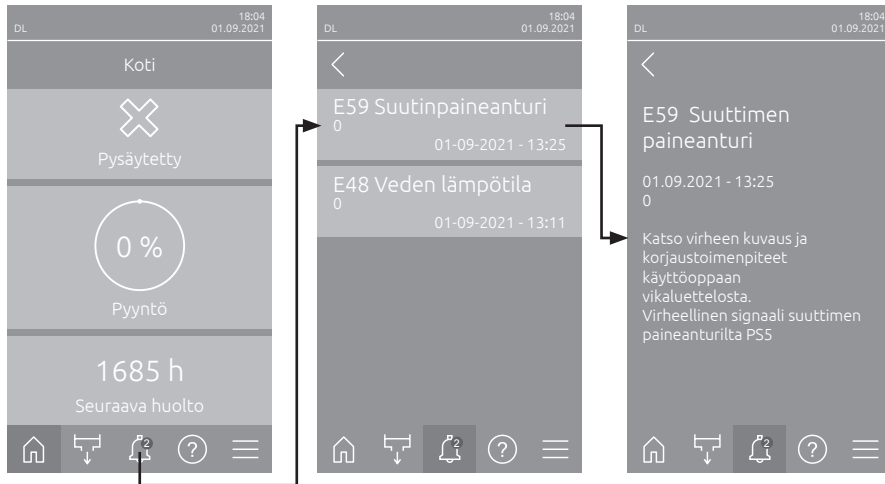 18:04
DL 01.09.2021
Koti
Pysäytetty
0 %
Pyyntö
1685 h
Seuraava huolto
2
?
18:04
DL 01.09.2021
E59 Suutinpaineanturi
0
01-09-2021 - 13:25
E48 Veden lämpötila
0
01-09-2021 - 13:11
2
?
18:04
DL 01.09.2021
E59 Suuttimen
paineanturi
01.09.2021 - 13:25
0
Katso virheen kuvaus ja
korjaustoimenpiteet
käyttöoppaan
vikaluettelosta.
Virheellinen signaali suuttimen
paineanturilta PS5
2
?